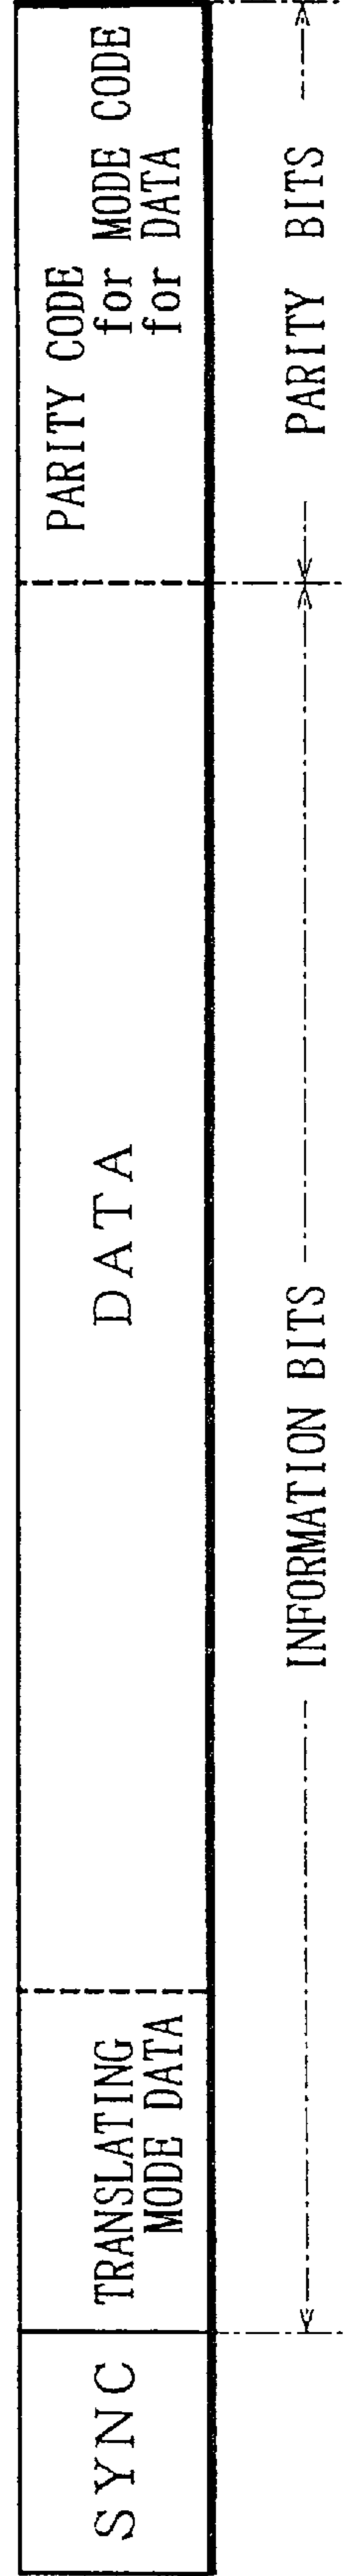 SYNC
TRANSLATING
MODE DATA
DATA
PARITY CODE
for MODE CODE
for DATA
INFORMATION BITS
PARITY BITS